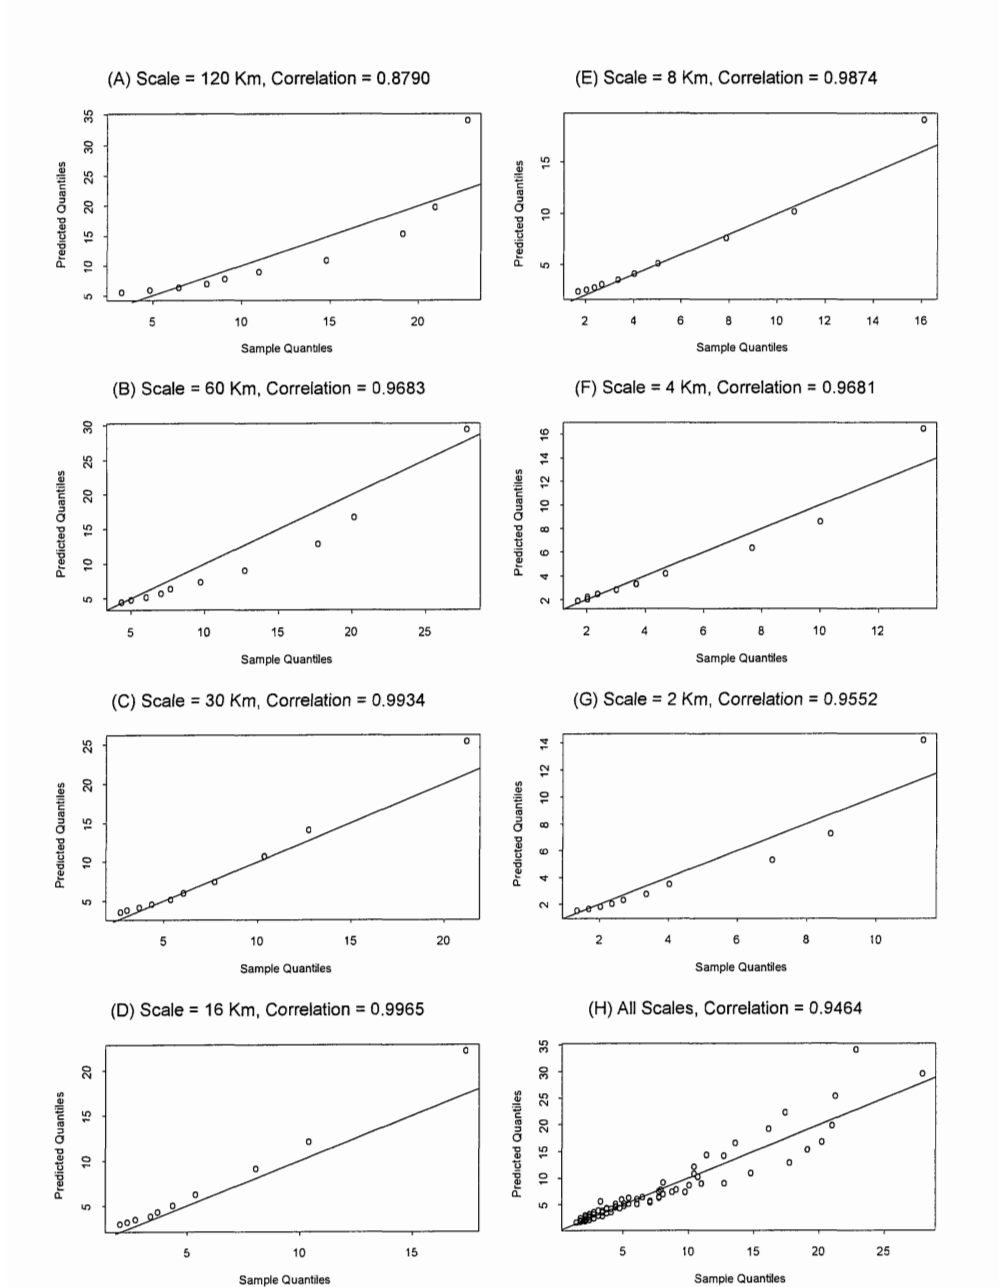 (A) Scale = 120 Km, Correlation = 0.8790
Predicted Quantiles
5 10 15 20 25 30 35
5 10 15 20
Sample Quantiles
(B) Scale = 60 Km, Correlation = 0.9683
Predicted Quantiles
5 10 15 20 25 30
5 10 15 20 25
Sample Quantiles
(C) Scale = 30 Km, Correlation = 0.9934
Predicted Quantiles
5 10 15 20 25
5 10 15 20
Sample Quantiles
(D) Scale = 16 Km, Correlation = 0.9965
Predicted Quantiles
5 10 15 20
5 10 15
Sample Quantiles
(E) Scale = 8 Km, Correlation = 0.9874
Predicted Quantiles
5 10 15
2 4 6 8 10 12 14 16
Sample Quantiles
(F) Scale = 4 Km, Correlation = 0.9681
Predicted Quantiles
2 4 6 8 10 12 14 16
2 4 6 8 10 12
Sample Quantiles
(G) Scale = 2 Km, Correlation = 0.9552
Predicted Quantiles
2 4 6 8 10 12 14
2 4 6 8 10
Sample Quantiles
(H) All Scales, Correlation = 0.9464
Predicted Quantiles
5 10 15 20 25 30 35
5 10 15 20 25
Sample Quantiles